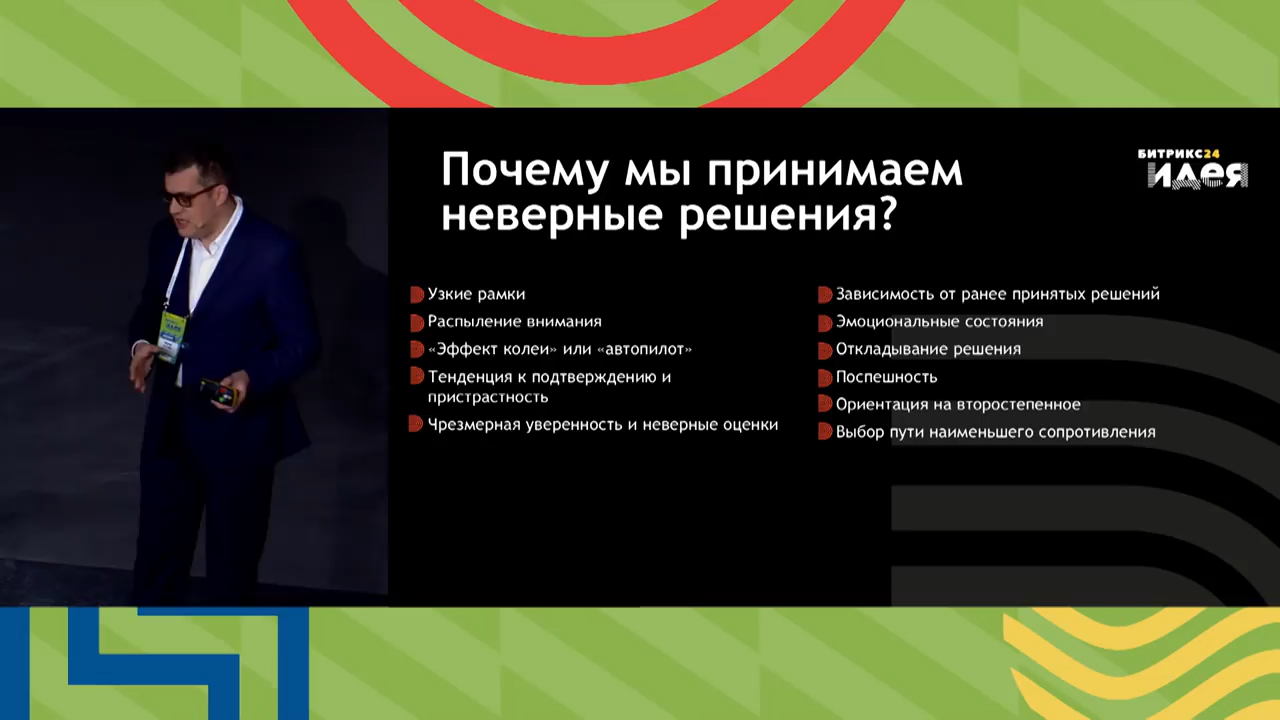 Почему мы принимаем
неверные решения?
БИТРИКС24
идея
Узкие рамки
Распыление внимания
«Эффект колеи» или «автопилот»
Тенденция к подтверждению и
пристрастность
Чрезмерная уверенность и неверные оценки
Зависимость от ранее принятых решений
Эмоциональные состояния
Откладывание решения
Поспешность
Ориентация на второстепенное
Выбор пути наименьшего сопротивления